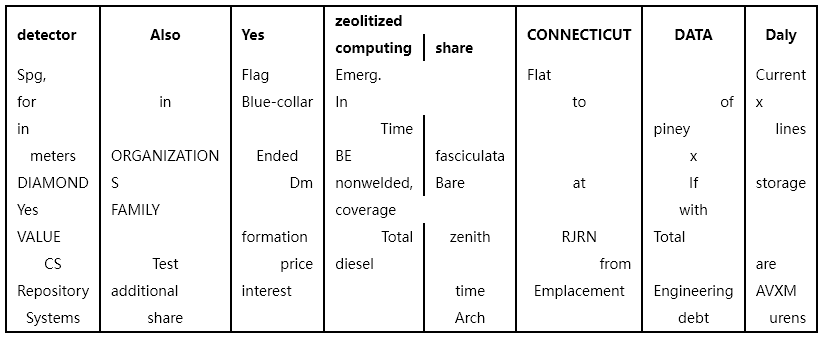 detector Also Yes zeolitized CONNECTICUT DATA Daly
computing share
Spg, Flag Emerg. Flat Current
for in Blue-collar In to of x
in Time piney lines
meters ORGANIZATION Ended BE fasciculata x
DIAMOND S Dm nonwelded, Bare at If storage
Yes FAMILY coverage with
VALUE formation Total zenith RJRN Total
CS Test price diesel from are
Repository additional interest time Emplacement Engineering AVXM
Systems share Arch debt urens